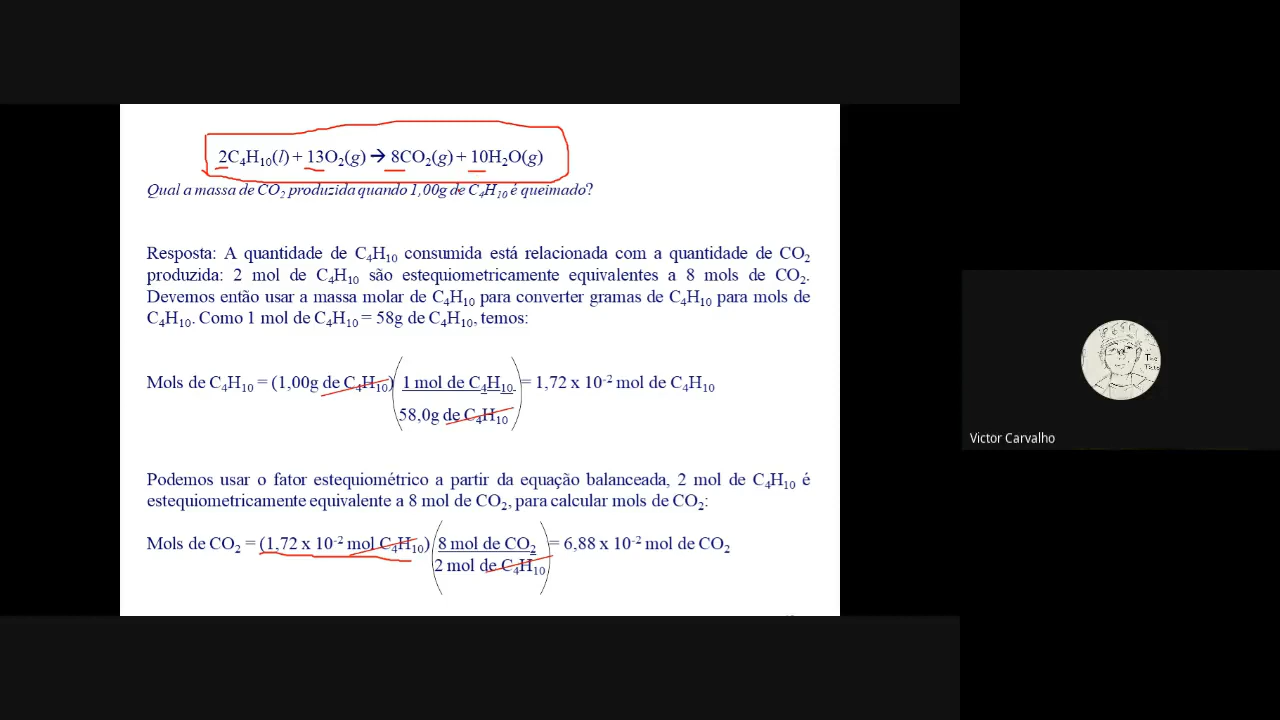 2C₄H₁₀(l) + 13O₂(g) → 8CO₂(g) + 10H₂O(g)
Qual a massa de CO₂ produzida quando 1,00g de C₄H₁₀ é queimado?
Resposta: A quantidade de C₄H₁₀ consumida está relacionada com a quantidade de CO₂
produzida: 2 mol de C₄H₁₀ são estequiometricamente equivalentes a 8 mols de CO₂.
Devemos então usar a massa molar de C₄H₁₀ para converter gramas de C₄H₁₀ para mols de
C₄H₁₀. Como 1 mol de C₄H₁₀ = 58g de C₄H₁₀, temos:
Mols de C₄H₁₀ = (1,00g de C₄H₁₀) (1 mol de C₄H₁₀ = 1,72 x 10⁻² mol de C₄H₁₀
58,0g de C₄H₁₀)
Podemos usar o fator estequiométrico a partir da equação balanceada, 2 mol de C₄H₁₀ é
estequiometricamente equivalente a 8 mol de CO₂, para calcular mols de CO₂:
Mols de CO₂ = (1,72 x 10⁻² mol C₄H₁₀) (8 mol de CO₂ = 6,88 x 10⁻² mol de CO₂
2 mol de C₄H₁₀)
Victor Carvalho